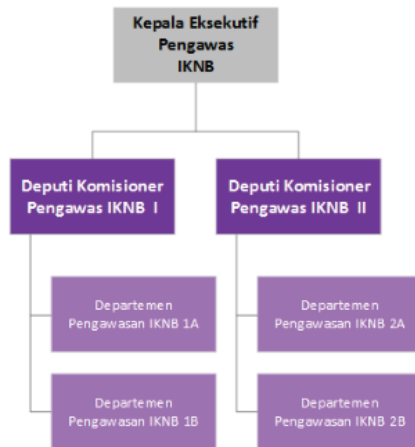 Kepala Eksekutif
Pengawas
IKNB
Deputi Komisioner
Pengawas IKNB I
Deputi Komisioner
Pengawas IKNB II
Departemen
Pengawasan IKNB 1A
Departemen
Pengawasan IKNB 2A
Departemen
Pengawasan IKNB 1B
Departemen
Pengawasan IKNB 2B